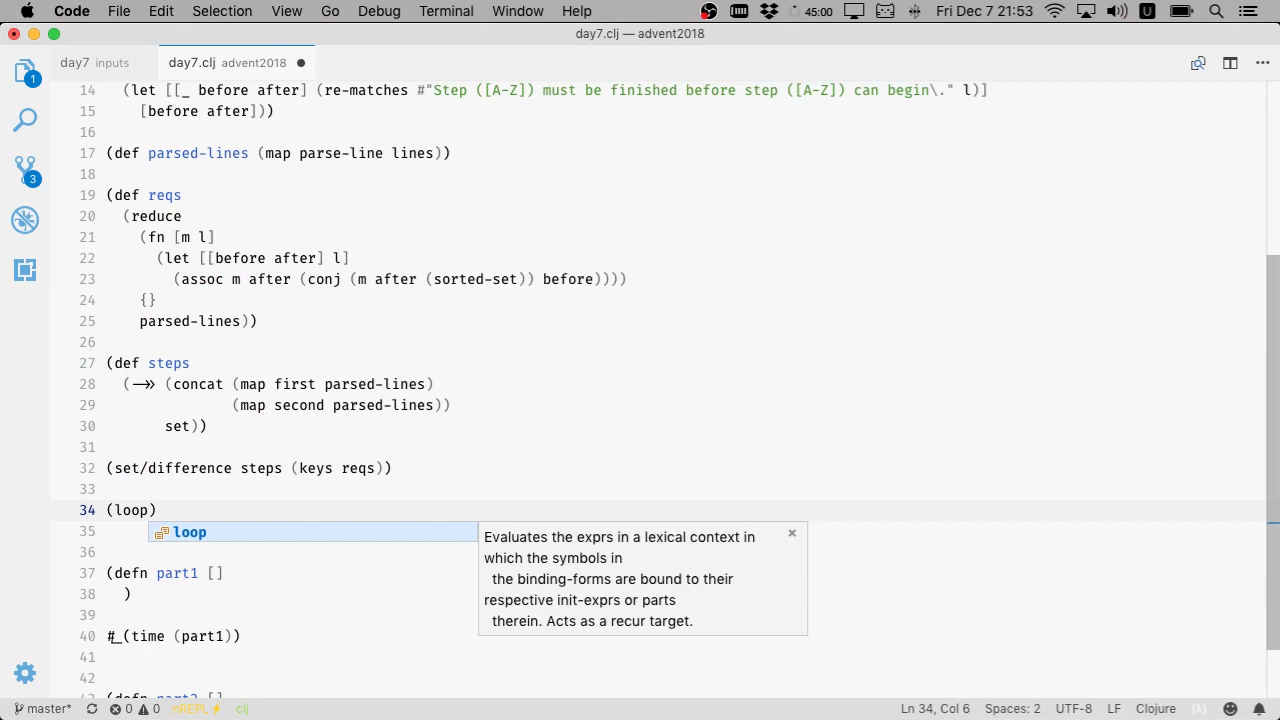 Code File Edit Selection View Go Debug Terminal Window Help 45:00 U Fri Dec 7 21:53
day7.clj — advent2018
day7 inputs day7.clj advent2018
1
3
14 (let [[_ before after] (re-matches #"Step ([A-Z]) must be finished before step ([A-Z]) can begin\." l)]
15 [before after]))
16
17 (def parsed-lines (map parse-line lines))
18
19 (def reqs
20 (reduce
21 (fn [m l]
22 (let [[before after] l]
23 (assoc m after (conj (m after (sorted-set)) before))))
24 {}
25 parsed-lines))
26
27 (def steps
28 (->> (concat (map first parsed-lines)
29 (map second parsed-lines))
30 set))
31
32 (set/difference steps (keys reqs))
33
34 (loop)
35 loop
Evaluates the exprs in a lexical context in
which the symbols in
the binding-forms are bound to their
respective init-exprs or parts
therein. Acts as a recur target.
36
37 (defn part1 []
38 )
39
40 #_(time (part1))
41
42
43 (defn part2 []
master* 0 0 nREPL⚡ clj Ln 34, Col 6 Spaces: 2 UTF-8 LF Clojure (λ)